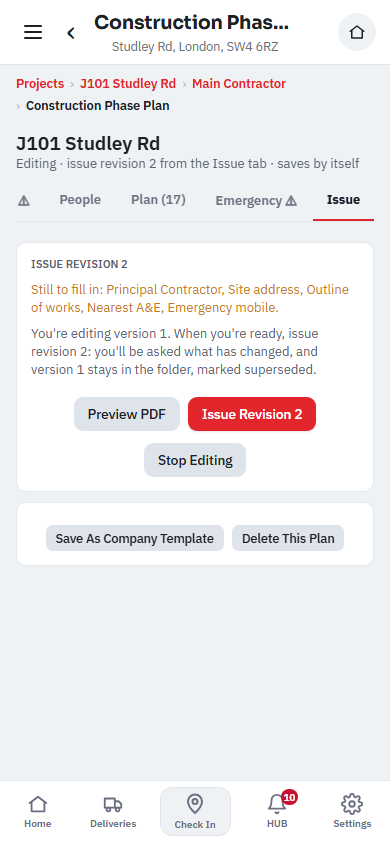 Construction Phas...
Studley Rd, London, SW4 6RZ
Projects › J101 Studley Rd › Main Contractor
› Construction Phase Plan
J101 Studley Rd
Editing · issue revision 2 from the Issue tab · saves by itself
⚠ People Plan (17) Emergency ⚠ Issue
ISSUE REVISION 2
Still to fill in: Principal Contractor, Site address, Outline
of works, Nearest A&E, Emergency mobile.
You're editing version 1. When you're ready, issue
revision 2: you'll be asked what has changed, and
version 1 stays in the folder, marked superseded.
Preview PDF Issue Revision 2
Stop Editing
Save As Company Template Delete This Plan
10
Home Deliveries Check In HUB Settings